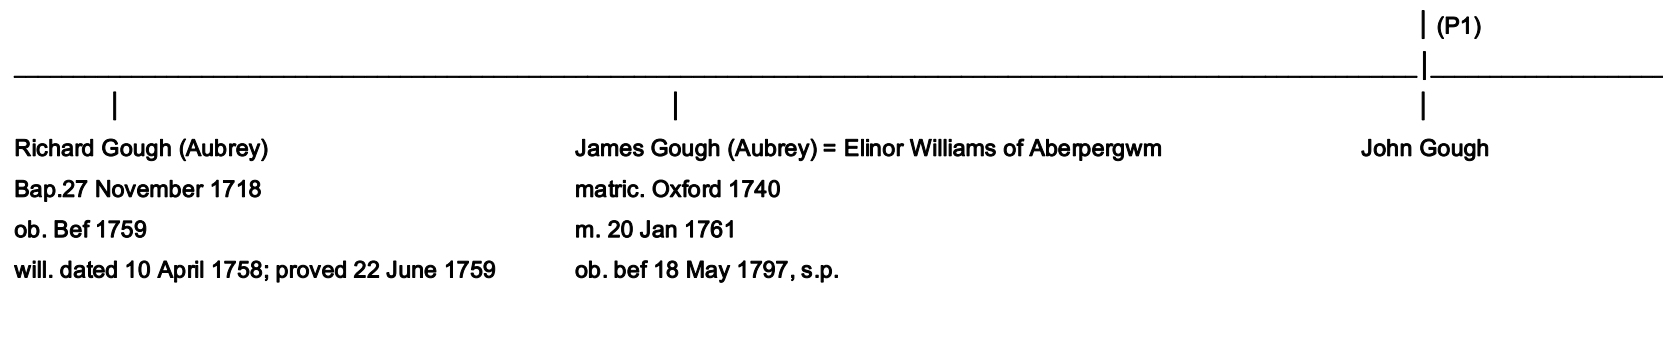 (P1)
Richard Gough (Aubrey) James Gough (Aubrey) = Elinor Williams of Aberpergwm John Gough
Bap.27 November 1718 matric. Oxford 1740
ob. Bef 1759 m. 20 Jan 1761
will. dated 10 April 1758; proved 22 June 1759 ob. bef 18 May 1797, s.p.